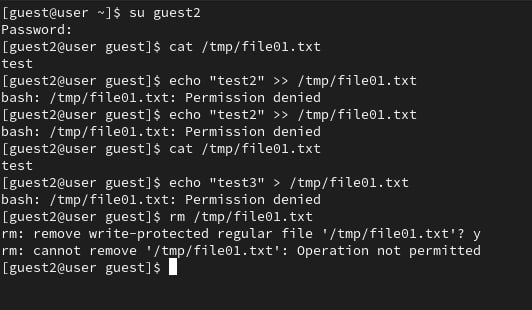 [guest@user ~]$ su guest2
Password:
[guest2@user guest]$ cat /tmp/file01.txt
test
[guest2@user guest]$ echo "test2" >> /tmp/file01.txt
bash: /tmp/file01.txt: Permission denied
[guest2@user guest]$ echo "test2" >> /tmp/file01.txt
bash: /tmp/file01.txt: Permission denied
[guest2@user guest]$ cat /tmp/file01.txt
test
[guest2@user guest]$ echo "test3" > /tmp/file01.txt
bash: /tmp/file01.txt: Permission denied
[guest2@user guest]$ rm /tmp/file01.txt
rm: remove write-protected regular file '/tmp/file01.txt'? y
rm: cannot remove '/tmp/file01.txt': Operation not permitted
[guest2@user guest]$